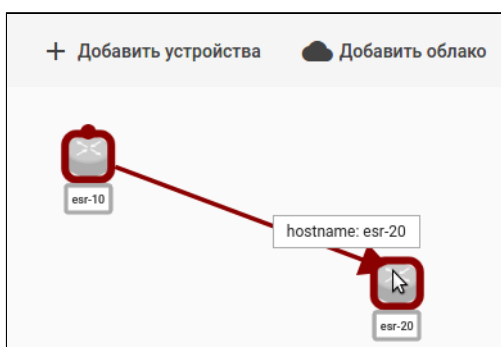 Добавить устройства
Добавить облако
esr-10
hostname: esr-20
esr-20